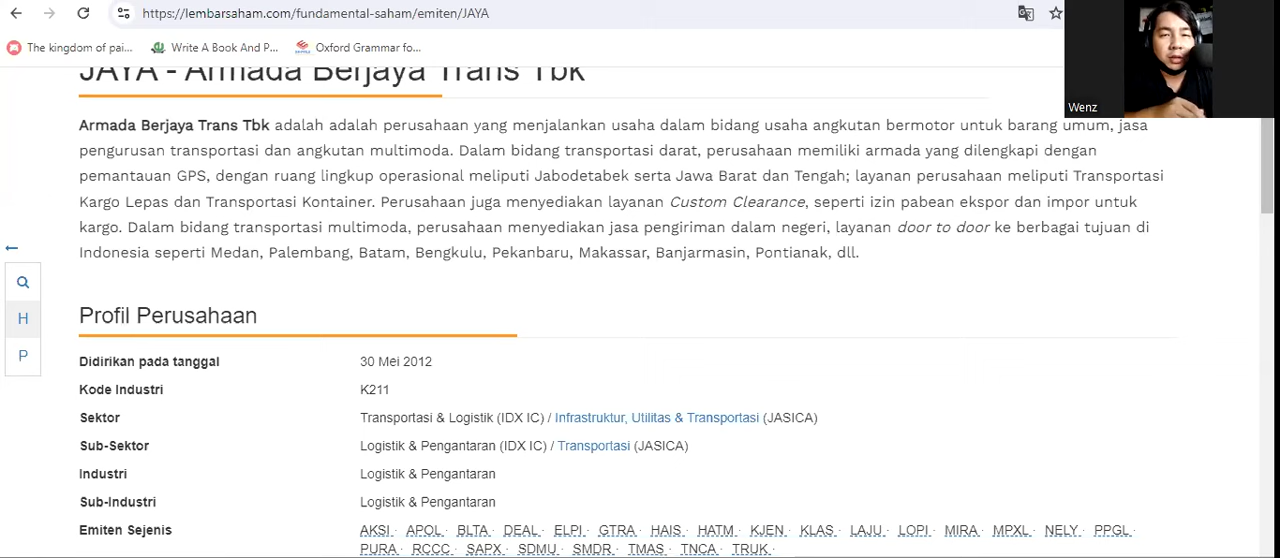 https://lembarsaham.com/fundamental-saham/emiten/JAYA
The kingdom of pai... Write A Book And P... Oxford Grammar fo...
Wenz
JAYA - Armada Berjaya Trans Tbk
Armada Berjaya Trans Tbk adalah adalah perusahaan yang menjalankan usaha dalam bidang usaha angkutan bermotor untuk barang umum, jasa
pengurusan transportasi dan angkutan multimoda. Dalam bidang transportasi darat, perusahaan memiliki armada yang dilengkapi dengan
pemantauan GPS, dengan ruang lingkup operasional meliputi Jabodetabek serta Jawa Barat dan Tengah; layanan perusahaan meliputi Transportasi
Kargo Lepas dan Transportasi Kontainer. Perusahaan juga menyediakan layanan Custom Clearance, seperti izin pabean ekspor dan impor untuk
kargo. Dalam bidang transportasi multimoda, perusahaan menyediakan jasa pengiriman dalam negeri, layanan door to door ke berbagai tujuan di
Indonesia seperti Medan, Palembang, Batam, Bengkulu, Pekanbaru, Makassar, Banjarmasin, Pontianak, dll.
H
P
Profil Perusahaan
Didirikan pada tanggal 30 Mei 2012
Kode Industri K211
Sektor Transportasi & Logistik (IDX IC) / Infrastruktur, Utilitas & Transportasi (JASICA)
Sub-Sektor Logistik & Pengantaran (IDX IC) / Transportasi (JASICA)
Industri Logistik & Pengantaran
Sub-Industri Logistik & Pengantaran
Emiten Sejenis AKSI · APOL · BLTA · DEAL · ELPI · GTRA · HAIS · HATM · KJEN · KLAS · LAJU · LOPI · MIRA · MPXL · NELY · PPGL ·
PURA · RCCC · SAPX · SDMU · SMDR · TMAS · TNCA · TRUK ·